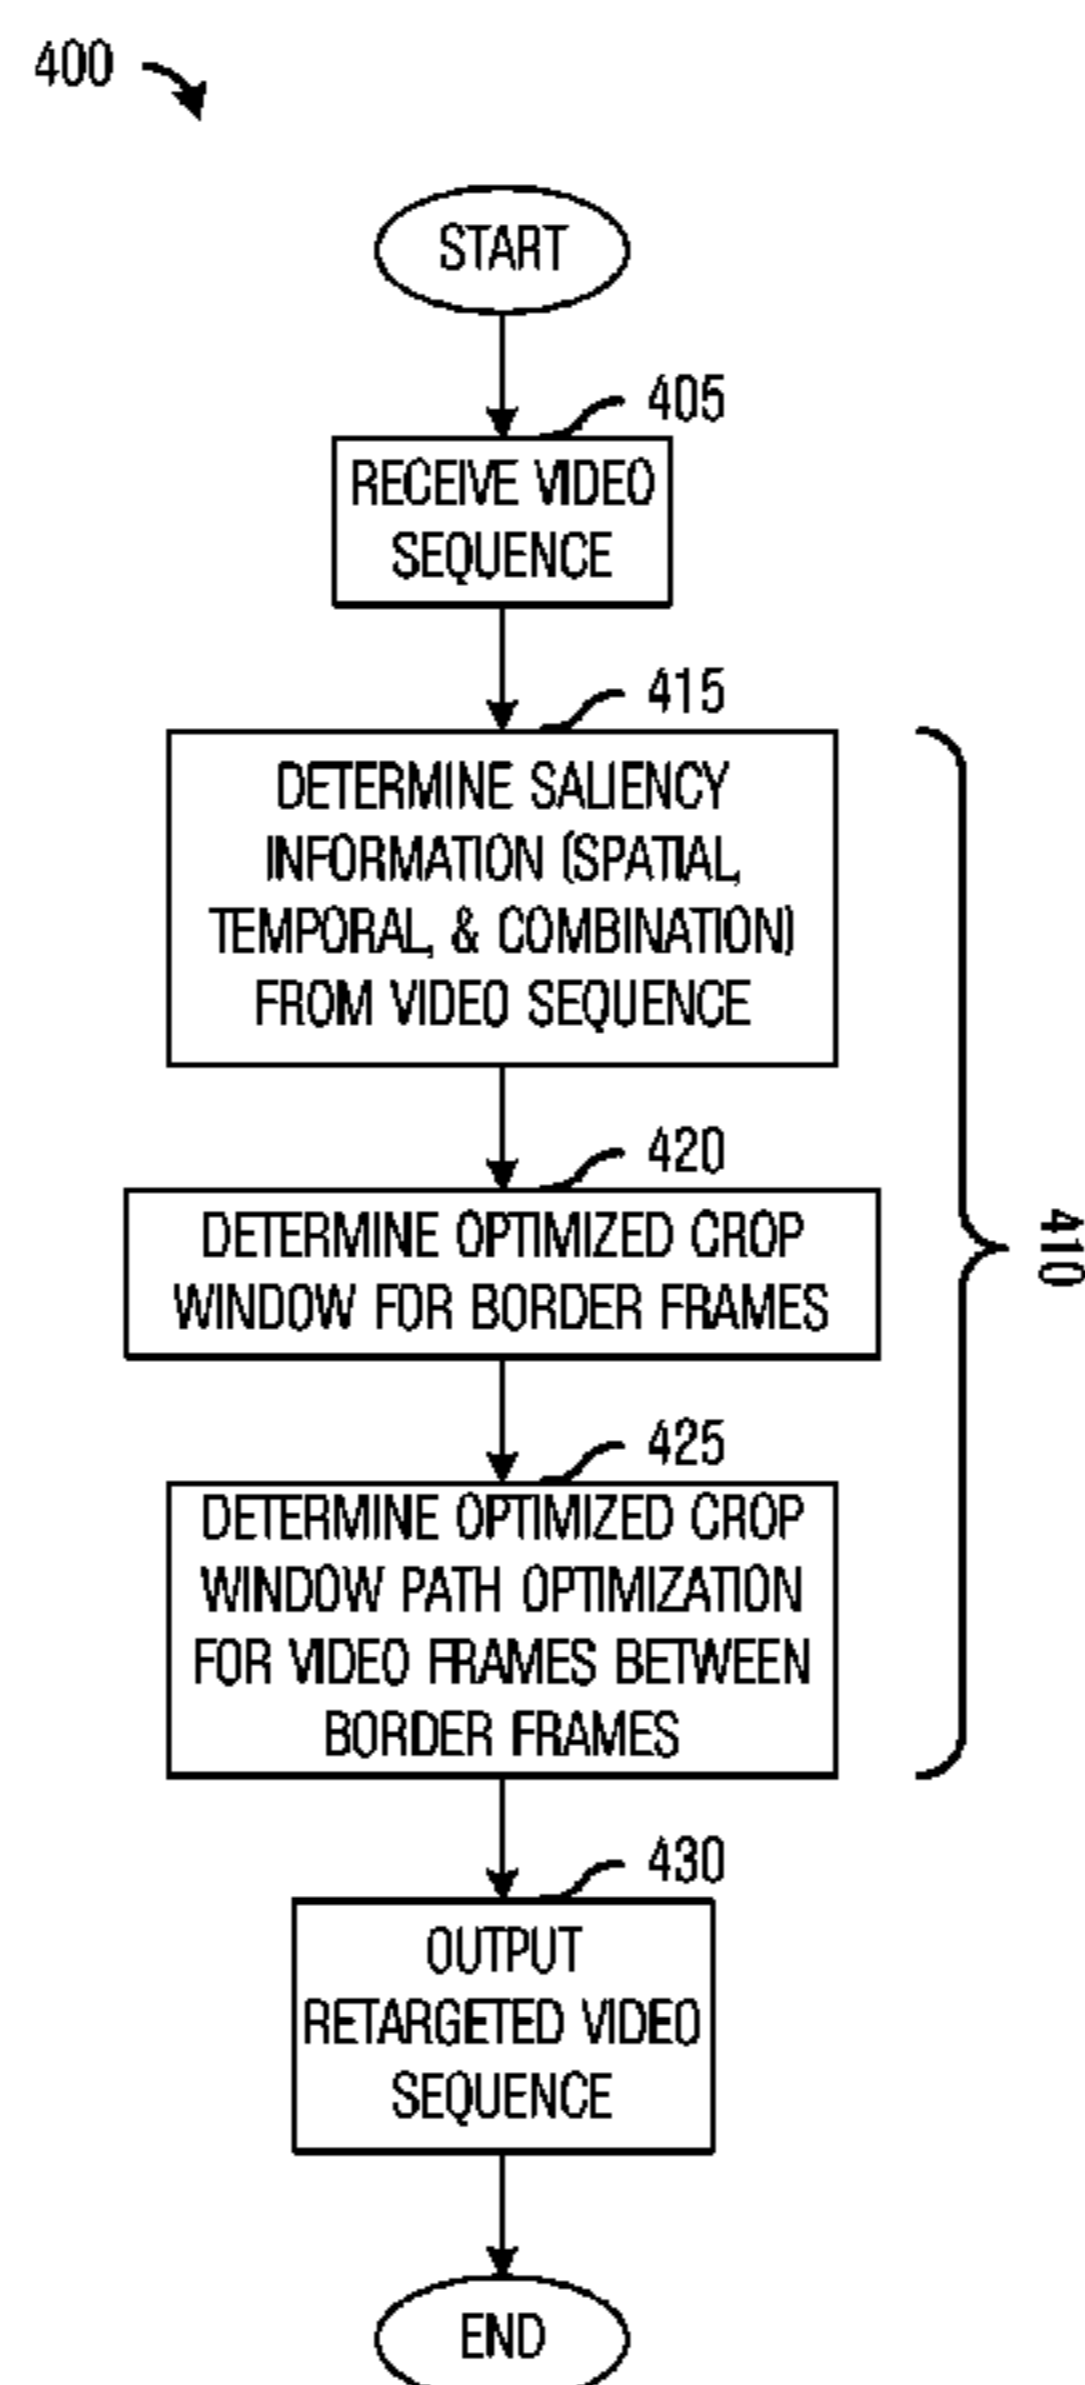 400
START
405
RECEIVE VIDEO
SEQUENCE
415
DETERMINE SALIENCY
INFORMATION (SPATIAL,
TEMPORAL, & COMBINATION)
FROM VIDEO SEQUENCE
420
DETERMINE OPTIMIZED CROP
WINDOW FOR BORDER FRAMES
410
425
DETERMINE OPTIMIZED CROP
WINDOW PATH OPTIMIZATION
FOR VIDEO FRAMES BETWEEN
BORDER FRAMES
430
OUTPUT
RETARGETED VIDEO
SEQUENCE
END